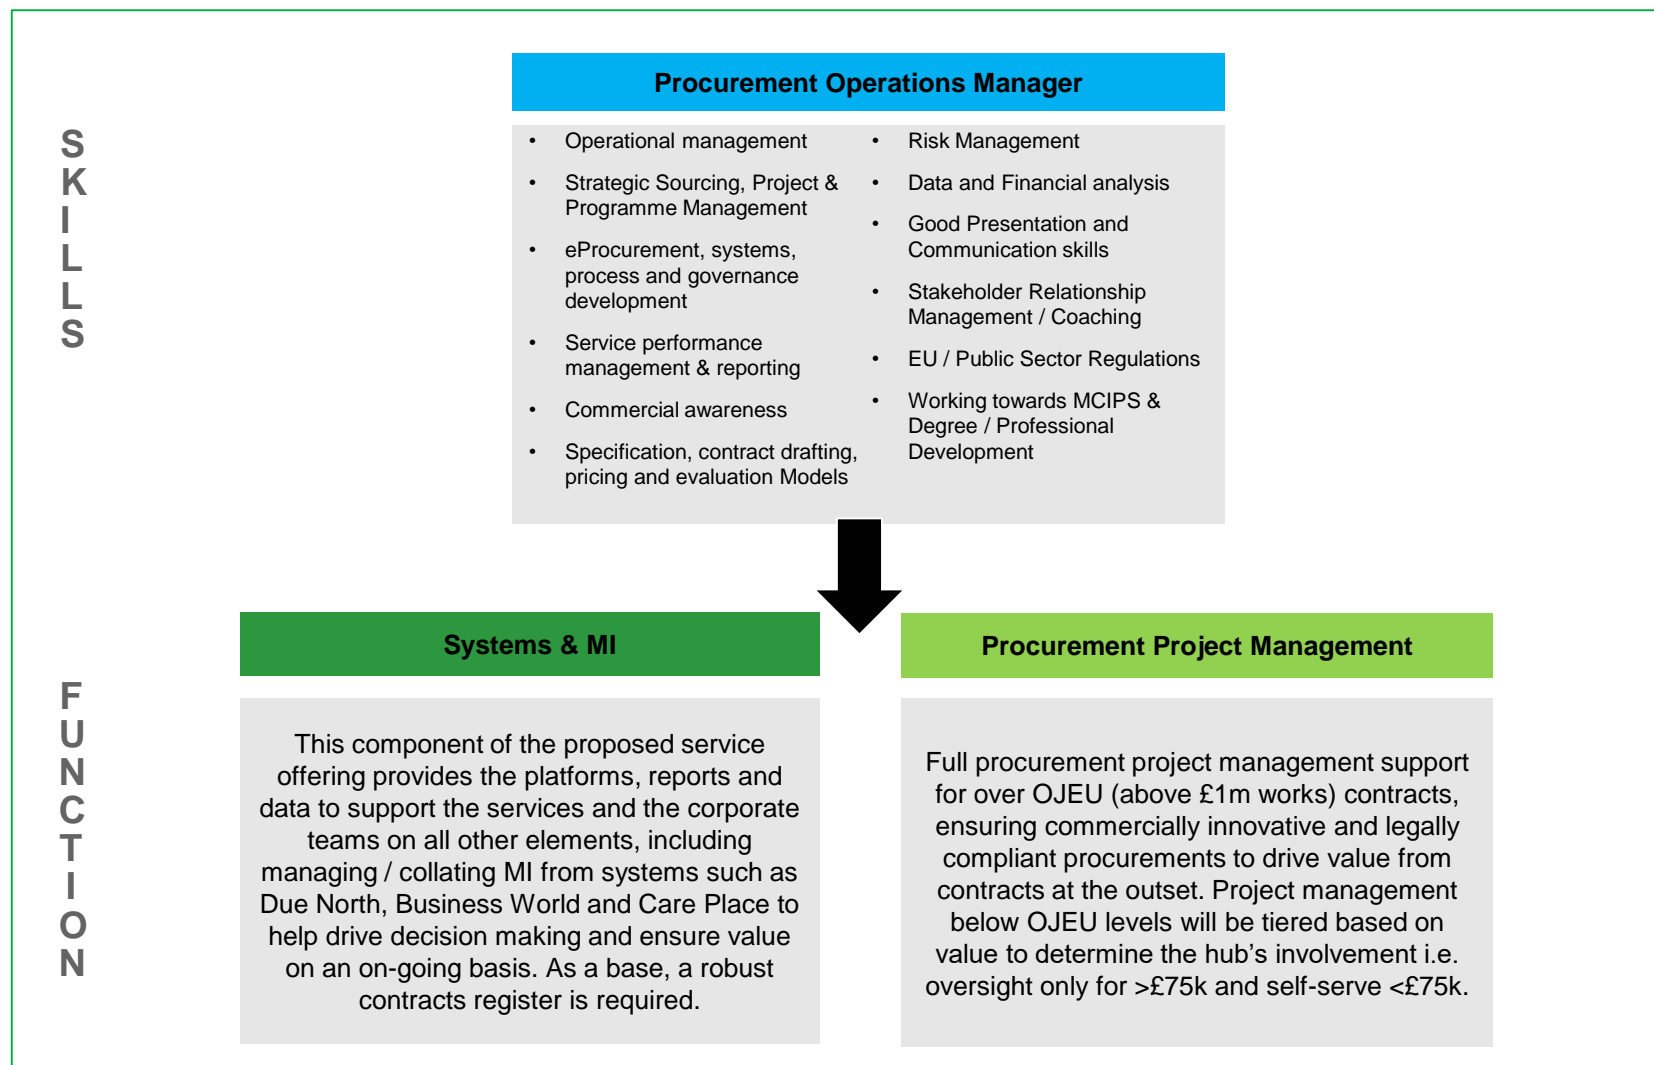 Procurement Operations Manager
SKILLS
• Operational management
• Strategic Sourcing, Project &
Programme Management
• eProcurement, systems,
process and governance
development
• Service performance
management & reporting
• Commercial awareness
• Specification, contract drafting,
pricing and evaluation Models
• Risk Management
• Data and Financial analysis
• Good Presentation and
Communication skills
• Stakeholder Relationship
Management / Coaching
• EU / Public Sector Regulations
• Working towards MCIPS &
Degree / Professional
Development
FUNCTION
Systems & MI
This component of the proposed service
offering provides the platforms, reports and
data to support the services and the corporate
teams on all other elements, including
managing / collating MI from systems such as
Due North, Business World and Care Place to
help drive decision making and ensure value
on an on-going basis. As a base, a robust
contracts register is required.
Procurement Project Management
Full procurement project management support
for over OJEU (above £1m works) contracts,
ensuring commercially innovative and legally
compliant procurements to drive value from
contracts at the outset. Project management
below OJEU levels will be tiered based on
value to determine the hub's involvement i.e.
oversight only for >£75k and self-serve <£75k.